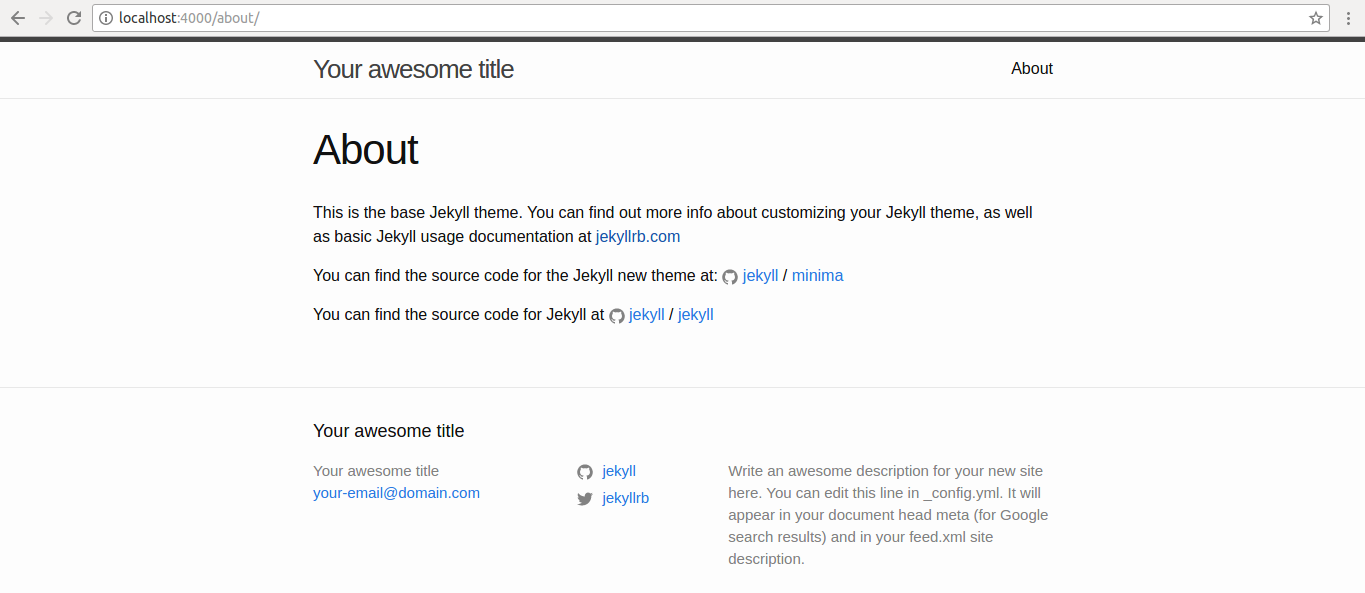 localhost:4000/about/
Your awesome title
About
About
This is the base Jekyll theme. You can find out more info about customizing your Jekyll theme, as well
as basic Jekyll usage documentation at jekyllrb.com
You can find the source code for the Jekyll new theme at: jekyll / minima
You can find the source code for Jekyll at jekyll / jekyll
Your awesome title
Your awesome title
your-email@domain.com
jekyll
jekyllrb
Write an awesome description for your new site
here. You can edit this line in _config.yml. It will
appear in your document head meta (for Google
search results) and in your feed.xml site
description.